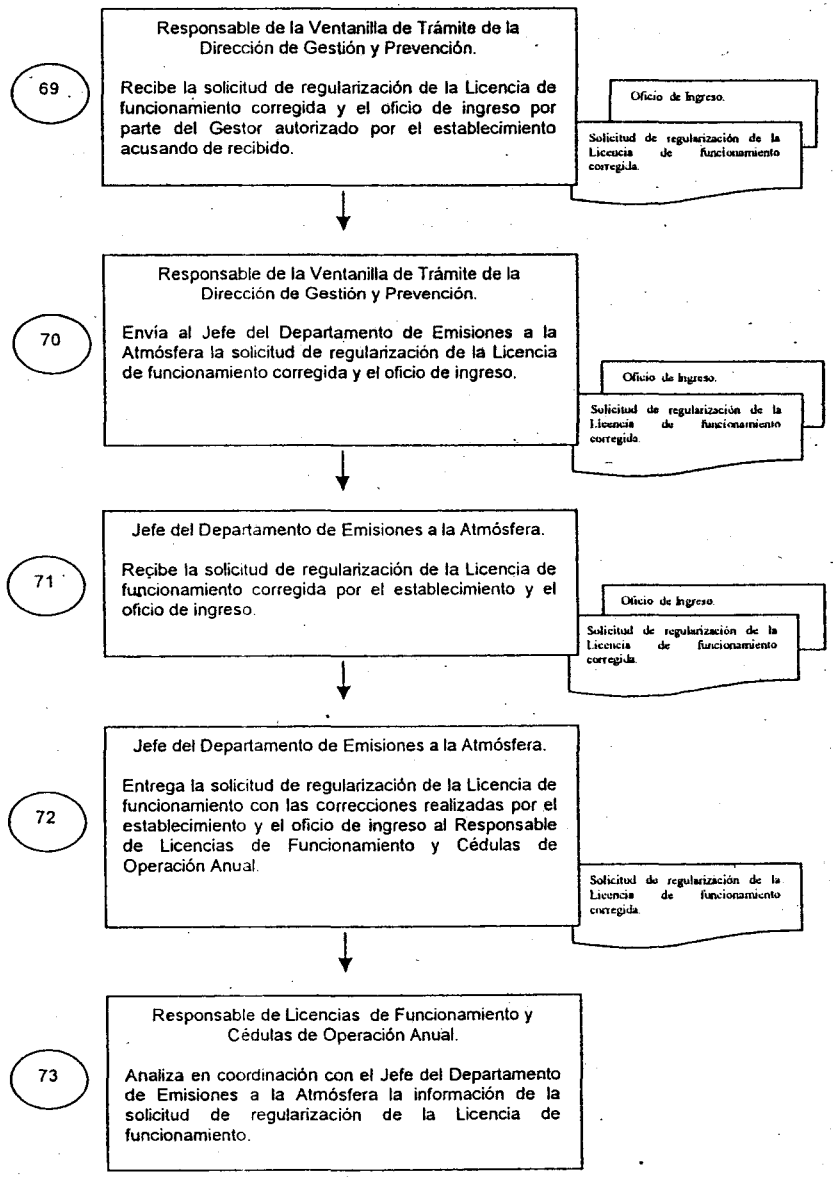 69
Responsable de la Ventanilla de Trámite de la
Dirección de Gestión y Prevención.
Recibe la solicitud de regularización de la Licencia de
funcionamiento corregida y el oficio de ingreso por
parte del Gestor autorizado por el establecimiento
acusando de recibido.
Oficio de Ingreso.
Solicitud de regularización de la
Licencia de funcionamiento
corregida.
70
Responsable de la Ventanilla de Trámite de la
Dirección de Gestión y Prevención.
Envía al Jefe del Departamento de Emisiones a la
Atmósfera la solicitud de regularización de la Licencia
de funcionamiento corregida y el oficio de ingreso.
Oficio de Ingreso.
Solicitud de regularización de la
Licencia de funcionamiento
corregida.
71
Jefe del Departamento de Emisiones a la Atmósfera.
Recibe la solicitud de regularización de la Licencia de
funcionamiento corregida por el establecimiento y el
oficio de ingreso.
Oficio de Ingreso.
Solicitud de regularización de la
Licencia de funcionamiento
corregida.
72
Jefe del Departamento de Emisiones a la Atmósfera.
Entrega la solicitud de regularización de la Licencia de
funcionamiento con las correcciones realizadas por el
establecimiento y el oficio de ingreso al Responsable
de Licencias de Funcionamiento y Cédulas de
Operación Anual.
Solicitud de regularización de la
Licencia de funcionamiento
corregida.
73
Responsable de Licencias de Funcionamiento y
Cédulas de Operación Anual.
Analiza en coordinación con el Jefe del Departamento
de Emisiones a la Atmósfera la información de la
solicitud de regularización de la Licencia de
funcionamiento.